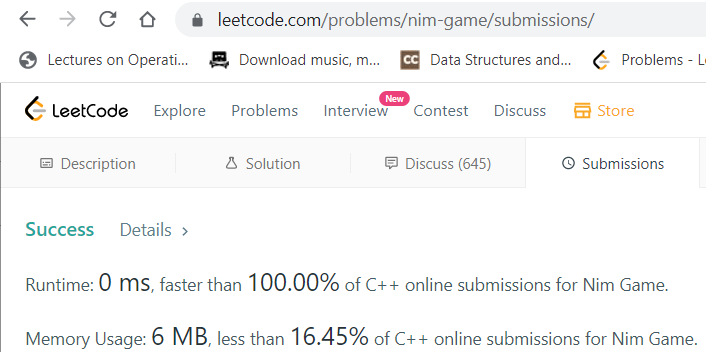 leetcode.com/problems/nim-game/submissions/
Lectures on Operati... Download music, m... CC Data Structures and... Problems - L
LeetCode Explore Problems Interview New Contest Discuss Store
Description Solution Discuss (645) Submissions
Success Details >
Runtime: 0 ms, faster than 100.00% of C++ online submissions for Nim Game.
Memory Usage: 6 MB, less than 16.45% of C++ online submissions for Nim Game.